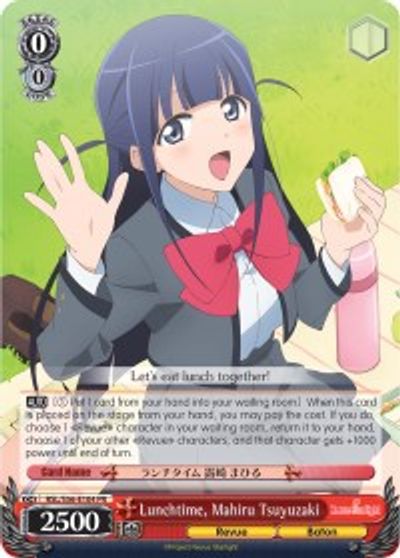 0
0
Let's eat lunch together!
AUTO [Put 1 card from your hand into your waiting room] When this card
is placed on the stage from your hand, you may pay the cost. If you do,
choose 1 «Revue» character in your waiting room, return it to your hand,
choose 1 of your other «Revue» characters, and that character gets +1000
power until end of turn.
Card Name ランチタイム 露崎 まひる
Lunchtime, Mahiru Tsuyuzaki
2500
Revue Baton
©Project Revue Starlight